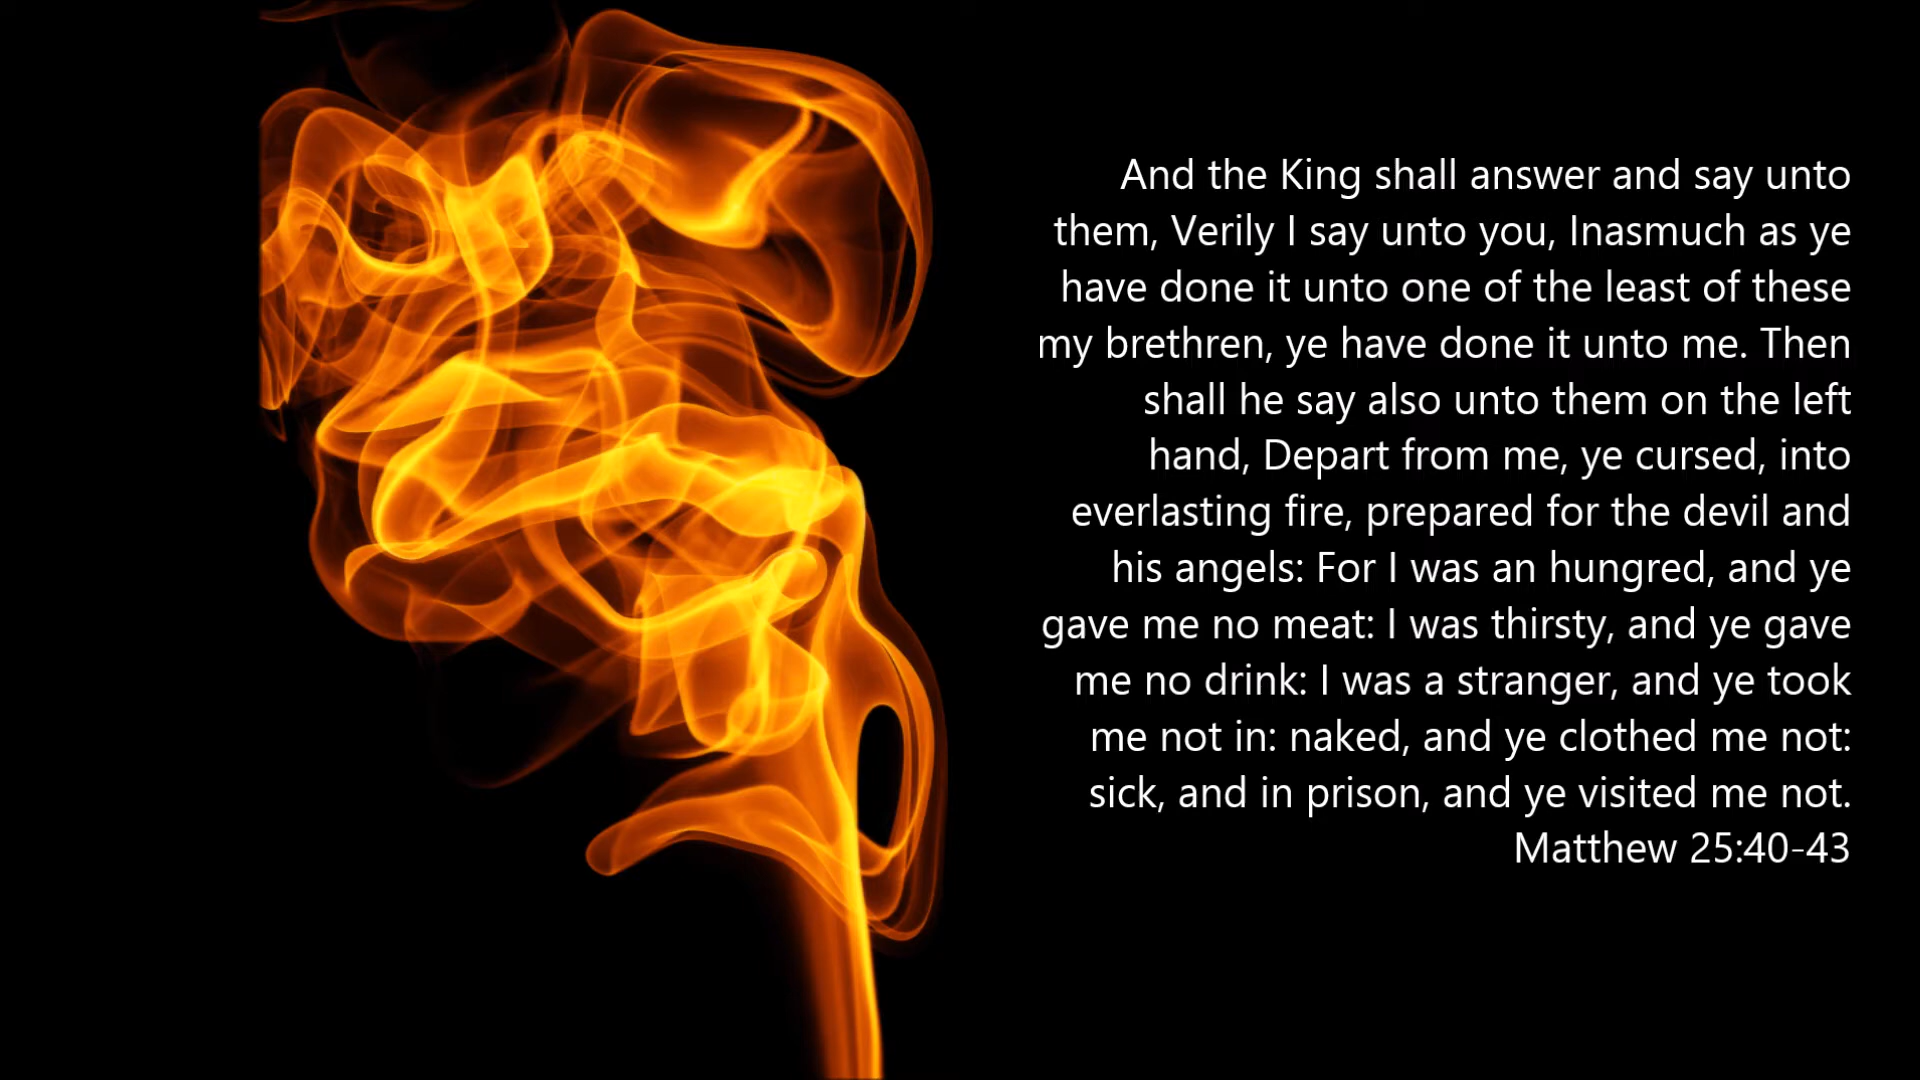 And the King shall answer and say unto
them, Verily I say unto you, Inasmuch as ye
have done it unto one of the least of these
my brethren, ye have done it unto me. Then
shall he say also unto them on the left
hand, Depart from me, ye cursed, into
everlasting fire, prepared for the devil and
his angels: For I was an hungred, and ye
gave me no meat: I was thirsty, and ye gave
me no drink: I was a stranger, and ye took
me not in: naked, and ye clothed me not:
sick, and in prison, and ye visited me not.
Matthew 25:40-43